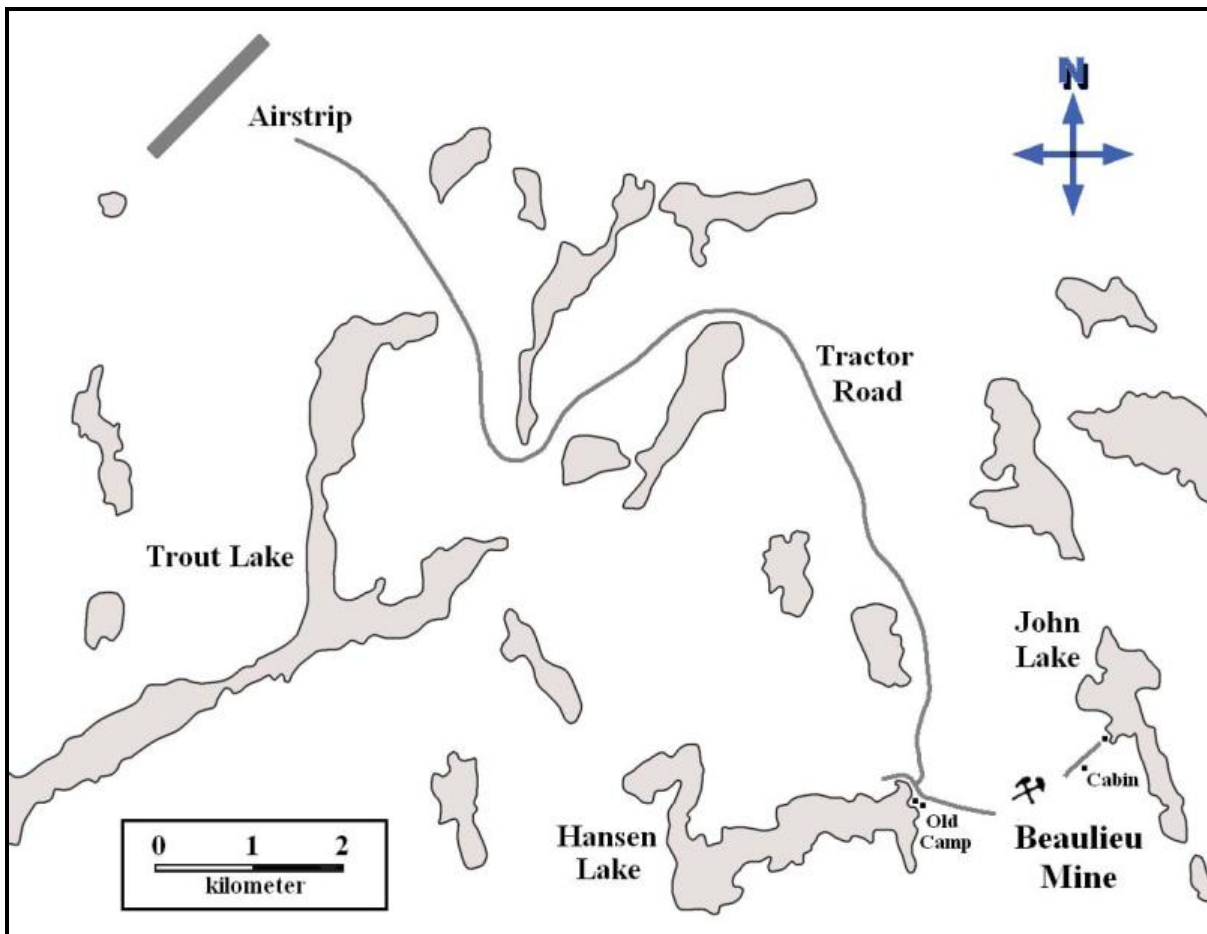 N
Airstrip
Tractor
Road
Trout Lake
John
Lake
Cabin
Old
Camp
Hansen
Lake
Beaulieu
Mine
0 1 2
kilometer